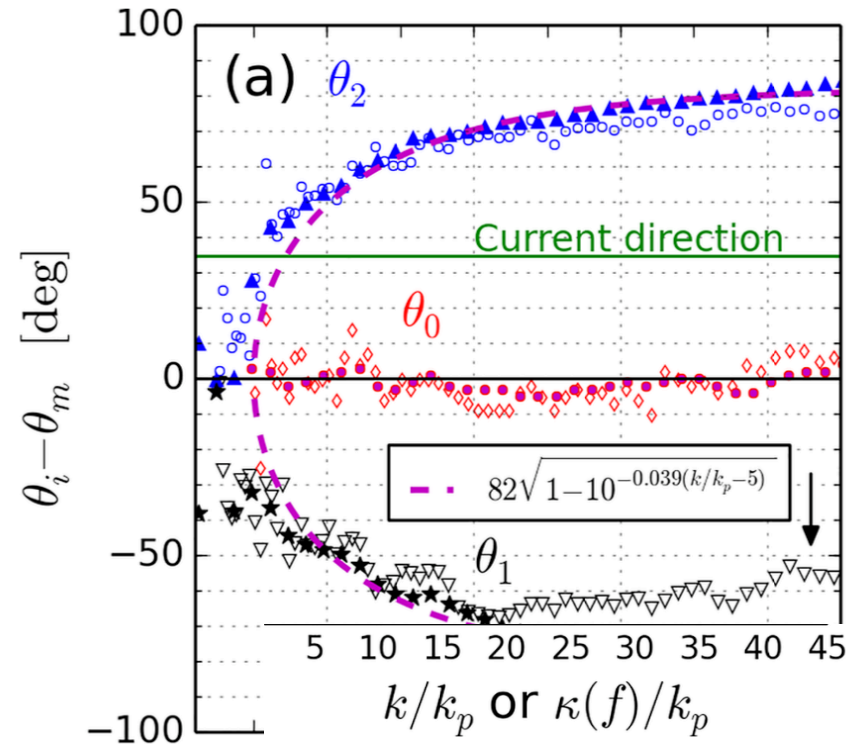 100
(a)
θ₂
50
Current direction
θ₀
0
θᵢ−θₘ [deg]
82√1−10^−0.039(k/kₚ−5)
−50
θ₁
5 10 15 20 25 30 35 40 45
k/kₚ or κ(f)/kₚ
−100